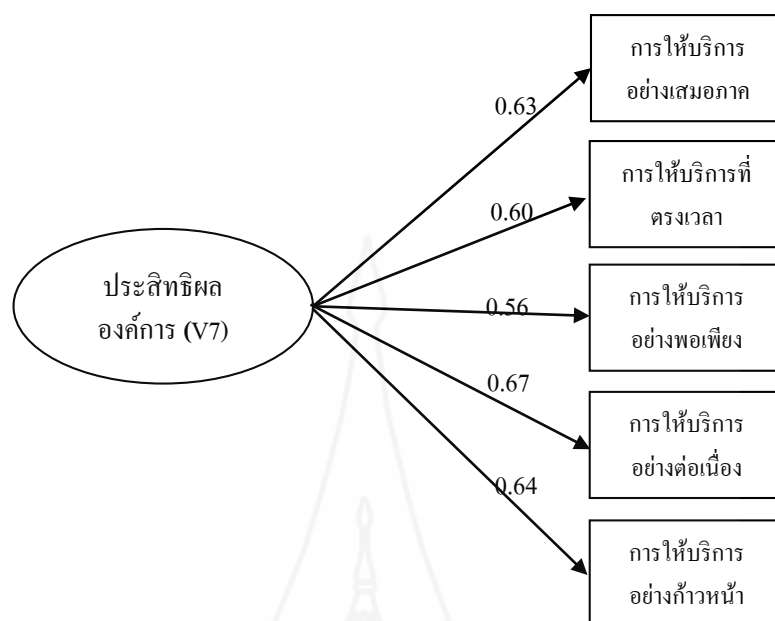 การให้บริการ
อย่างเสมอภาค
0.63
การให้บริการที่
ตรงเวลา
0.60
ประสิทธิผล
องค์การ (V7)
การให้บริการ
อย่างพอเพียง
0.56
การให้บริการ
อย่างต่อเนื่อง
0.67
การให้บริการ
อย่างก้าวหน้า
0.64